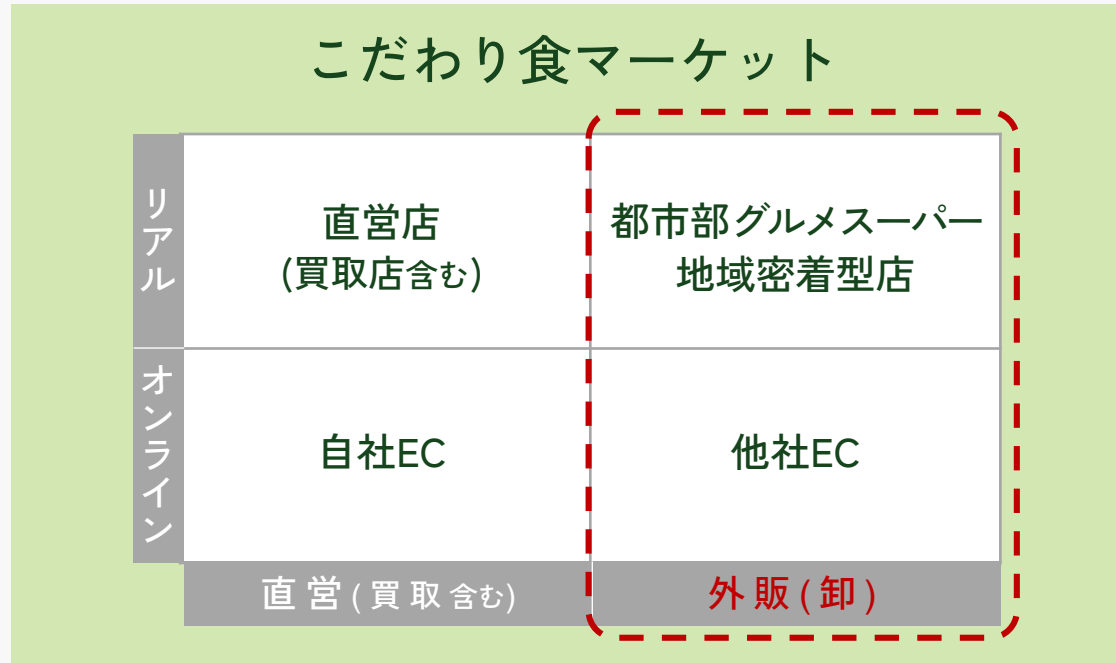 こだわり食マーケット
リアル
直営店
(買取店含む)
都市部グルメスーパー
地域密着型店
オンライン
自社EC
他社EC
直営(買取含む)
外販(卸)